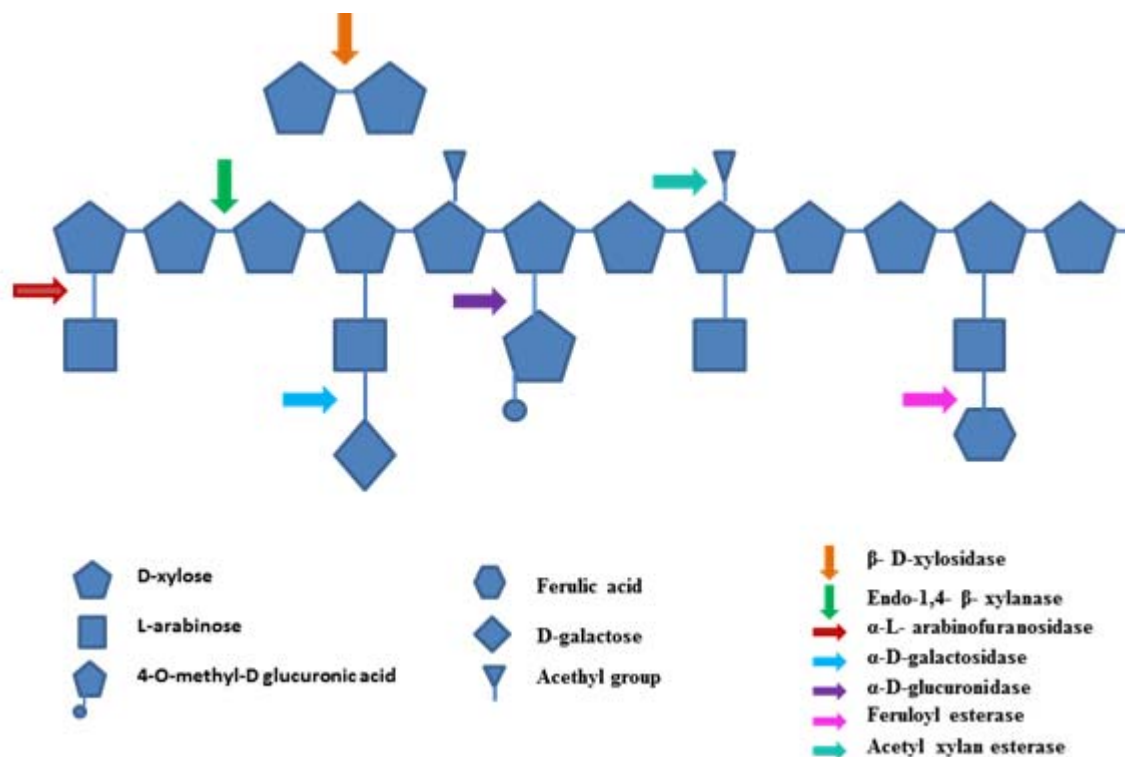 D-xylose
L-arabinose
4-O-methyl-D glucuronic acid
Ferulic acid
D-galactose
Acethyl group
β- D-xylosidase
Endo-1,4- β- xylanase
α-L- arabinofuranosidase
α-D-galactosidase
α-D-glucuronidase
Feruloyl esterase
Acetyl xylan esterase